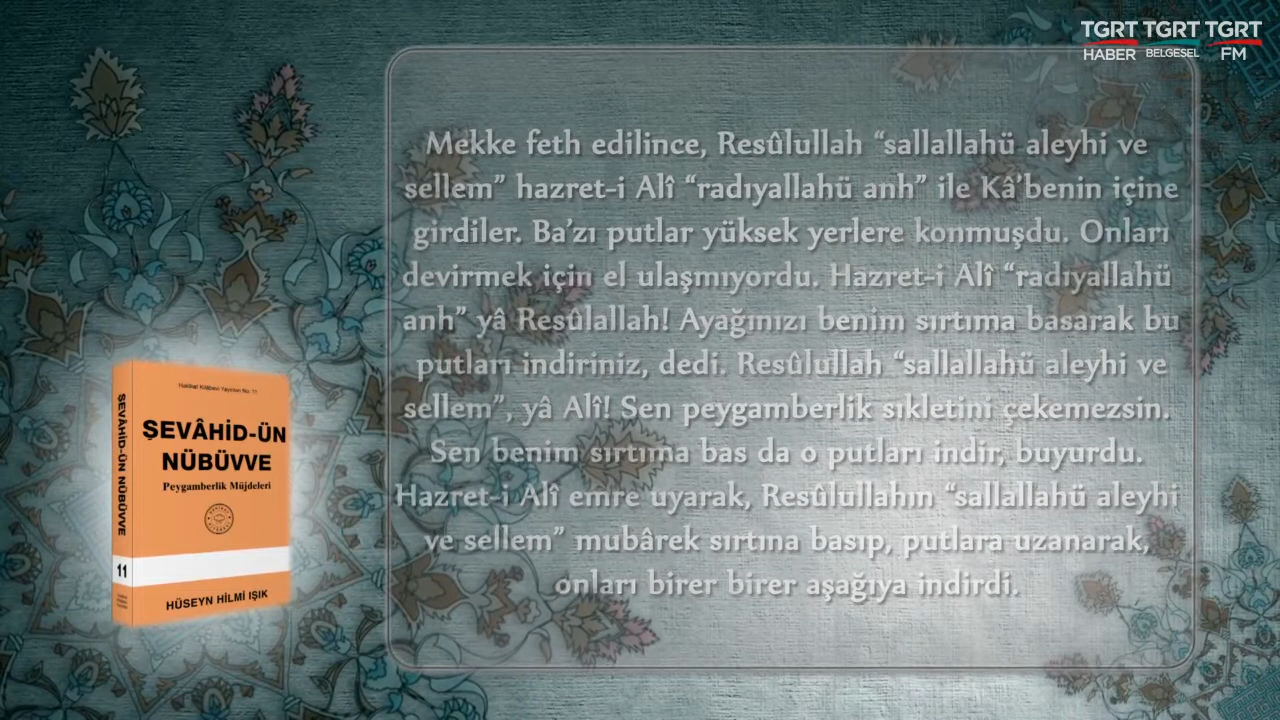 TGRT TGRT TGRT
HABER BELGESEL FM
Mekke feth edilince, Resûlullah “sallallahü aleyhi ve
sellem” hazret-i Alî “radıyallahü anh” ile Kâ’benin içine
girdiler. Ba’zı putlar yüksek yerlere konmuşdu. Onları
devirmek için el ulaşmıyordu. Hazret-i Alî “radıyallahü
anh” yâ Resûlallah! Ayağınızı benim sırtıma basarak bu
putları indiriniz, dedi. Resûlullah “sallallahü aleyhi ve
sellem”, yâ Alî! Sen peygamberlik sıkletini çekemezsin.
Sen benim sırtıma bas da o putları indir, buyurdu.
Hazret-i Alî emre uyarak, Resûlullahın “sallallahü aleyhi
ve sellem” mubârek sırtına basıp, putlara uzanarak,
onları birer birer aşağıya indirdi.
Hakîkat Kitâbevi Yayınları No: 11
ŞEVÂHİD-ÜN
NÜBÜVVE
Peygamberlik Müjdeleri
HÜSEYN HİLMİ IŞIK
ŞEVÂHİD-ÜN NÜBÜVVE
11